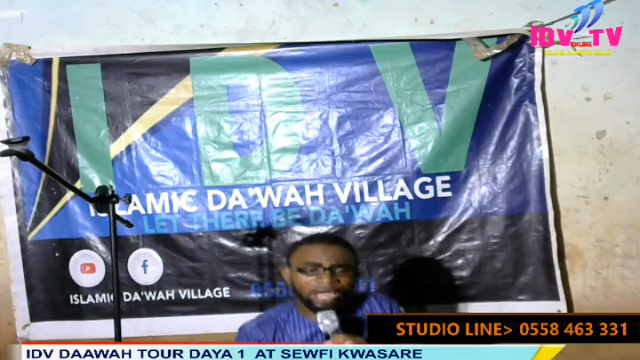 IDV TV
IDV
ISLAMIC DA'WAH VILLAGE
LET THERE BE DA'WAH
ISLAMIC DA'WAH VILLAGE
STUDIO LINE> 0558 463 331
IDV DAAWAH TOUR DAYA 1 AT SEWFI KWASARE